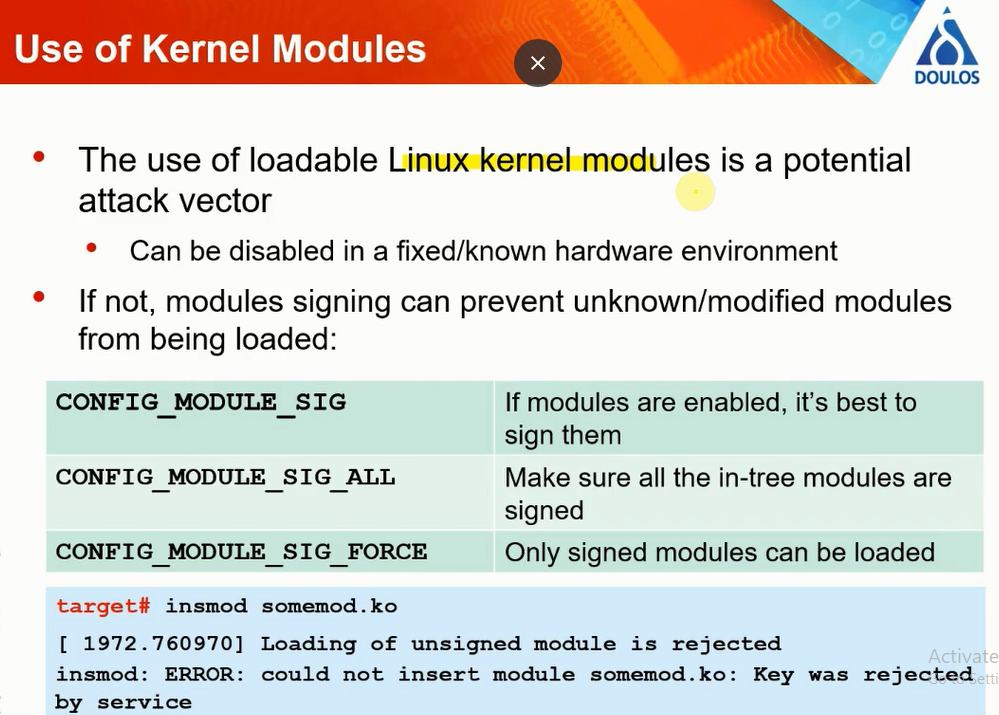 Use of Kernel Modules
DOULOS
• The use of loadable Linux kernel modules is a potential
attack vector
• Can be disabled in a fixed/known hardware environment
• If not, modules signing can prevent unknown/modified modules
from being loaded:
CONFIG_MODULE_SIG If modules are enabled, it’s best to
sign them
CONFIG_MODULE_SIG_ALL Make sure all the in-tree modules are
signed
CONFIG_MODULE_SIG_FORCE Only signed modules can be loaded
target# insmod somemod.ko
[ 1972.760970] Loading of unsigned module is rejected
Activate
insmod: ERROR: could not insert module somemod.ko: Key was rejected
by service